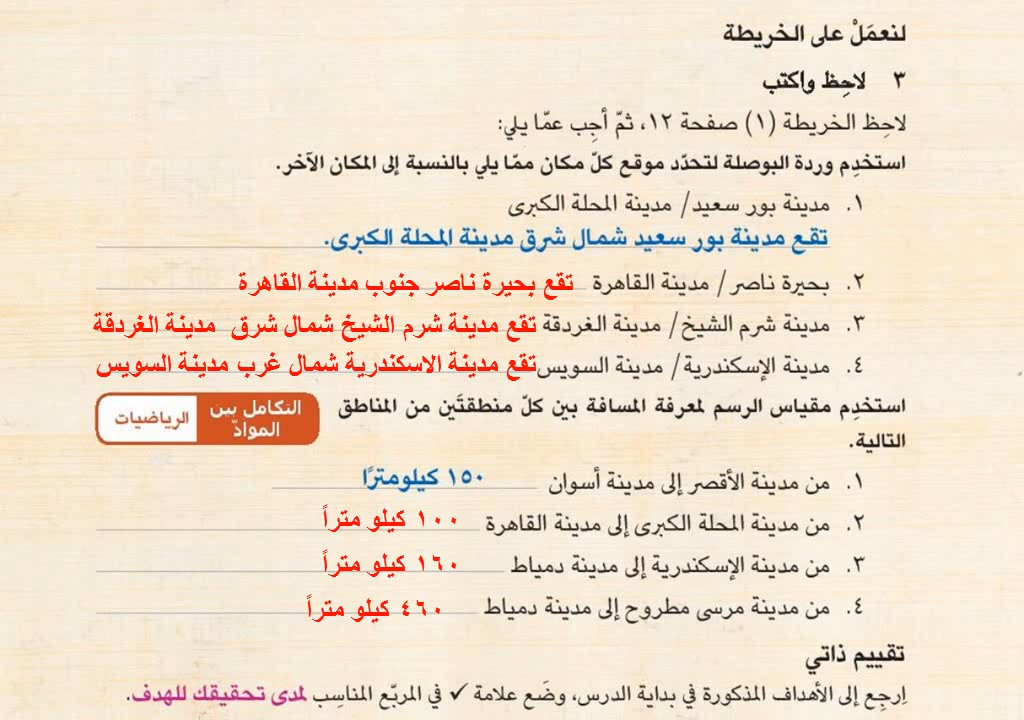 لنعمَلْ على الخريطة
٣ لاحِظ واكتب
لاحِظ الخريطة (١) صفحة ١٢، ثمّ أجِب عمّا يلي:
استخدِم وردة البوصلة لتحدّد موقع كلّ مكان ممّا يلي بالنسبة إلى المكان الآخر.
١. مدينة بور سعيد/ مدينة المحلة الكبرى
تقع مدينة بور سعيد شمال شرق مدينة المحلة الكبرى.
٢. بحيرة ناصر/ مدينة القاهرة تقع بحيرة ناصر جنوب مدينة القاهرة
٣. مدينة شرم الشيخ/ مدينة الغردقة تقع مدينة شرم الشيخ شمال شرق مدينة الغردقة
٤. مدينة الإسكندرية/ مدينة السويس تقع مدينة الاسكندرية شمال غرب مدينة السويس
استخدِم مقياس الرسم لمعرفة المسافة بين كلّ منطقتَين من المناطق
التالية.
التكامل بين
الموادّ
الرياضيات
١. من مدينة الأقصر إلى مدينة أسوان ١٥٠ كيلومترًا
٢. من مدينة المحلة الكبرى إلى مدينة القاهرة ١٠٠ كيلو متراً
٣. من مدينة الإسكندرية إلى مدينة دمياط ١٦٠ كيلو متراً
٤. من مدينة مرسى مطروح إلى مدينة دمياط ٤٦٠ كيلو متراً
تقييم ذاتي
اِرجِع إلى الأهداف المذكورة في بداية الدرس، وضَع علامة ✓ في المربّع المناسِب لمدى تحقيقك للهدف.